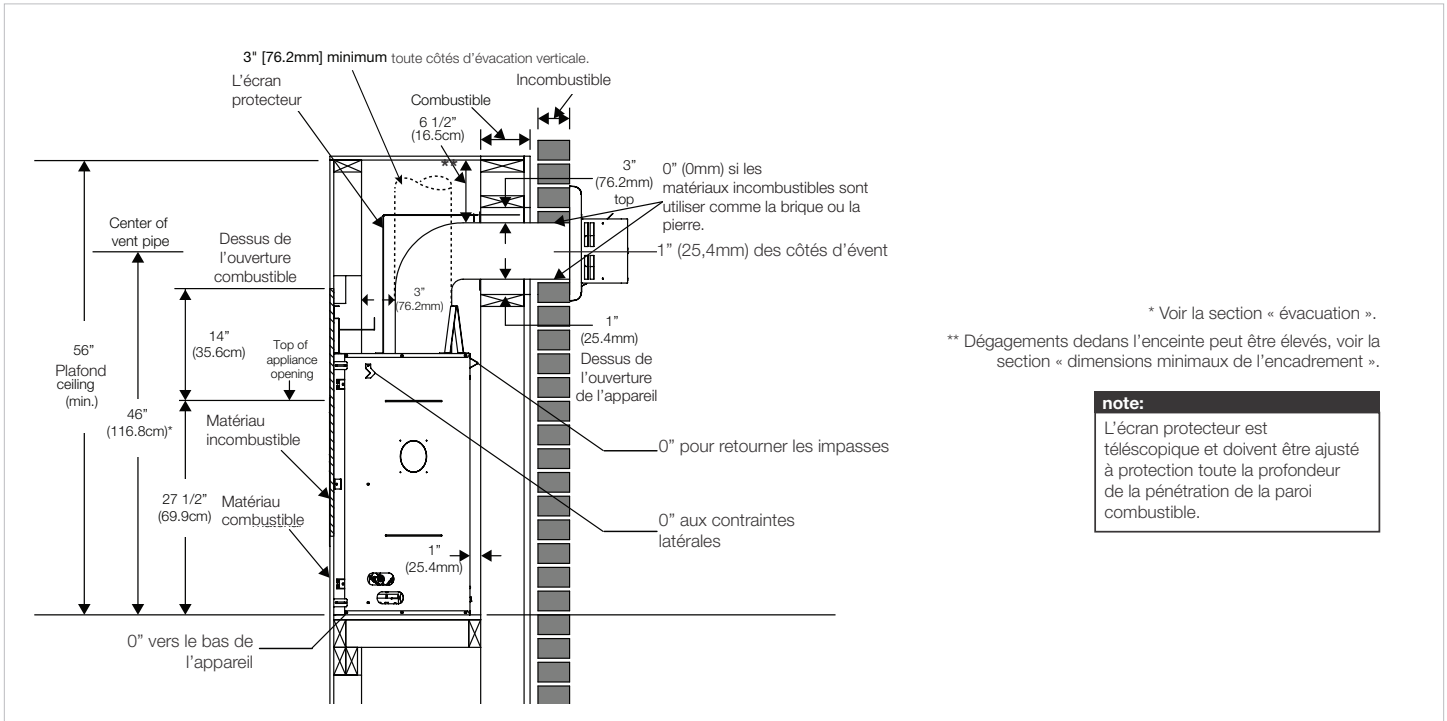 3" [76.2mm] minimum toute côtés d'évacation verticale.
L'écran
protecteur
Incombustible
Combustible
6 1/2"
(16.5cm)
**
3"
(76.2mm)
top
0" (0mm) si les
matériaux incombustibles sont
utiliser comme la brique ou la
pierre.
1" (25,4mm) des côtés d'évent
Center of
vent pipe
Dessus de
l'ouverture
combustible
3"
(76.2mm)
1"
(25.4mm)
Dessus de
l'ouverture
de l'appareil
56"
Plafond
ceiling
(min.)
14"
(35.6cm)
Top of
appliance
opening
46"
(116.8cm)*
Matériau
incombustible
27 1/2"
(69.9cm)
Matériau
combustible
0" pour retourner les impasses
0" aux contraintes
latérales
1"
(25.4mm)
0" vers le bas de
l'appareil
* Voir la section « évacuation ».
** Dégagements dedans l'enceinte peut être élevés, voir la
section « dimensions minimaux de l'encadrement ».
note:
L'écran protecteur est
téléscopique et doivent être ajusté
à protection toute la profondeur
de la pénétration de la paroi
combustible.